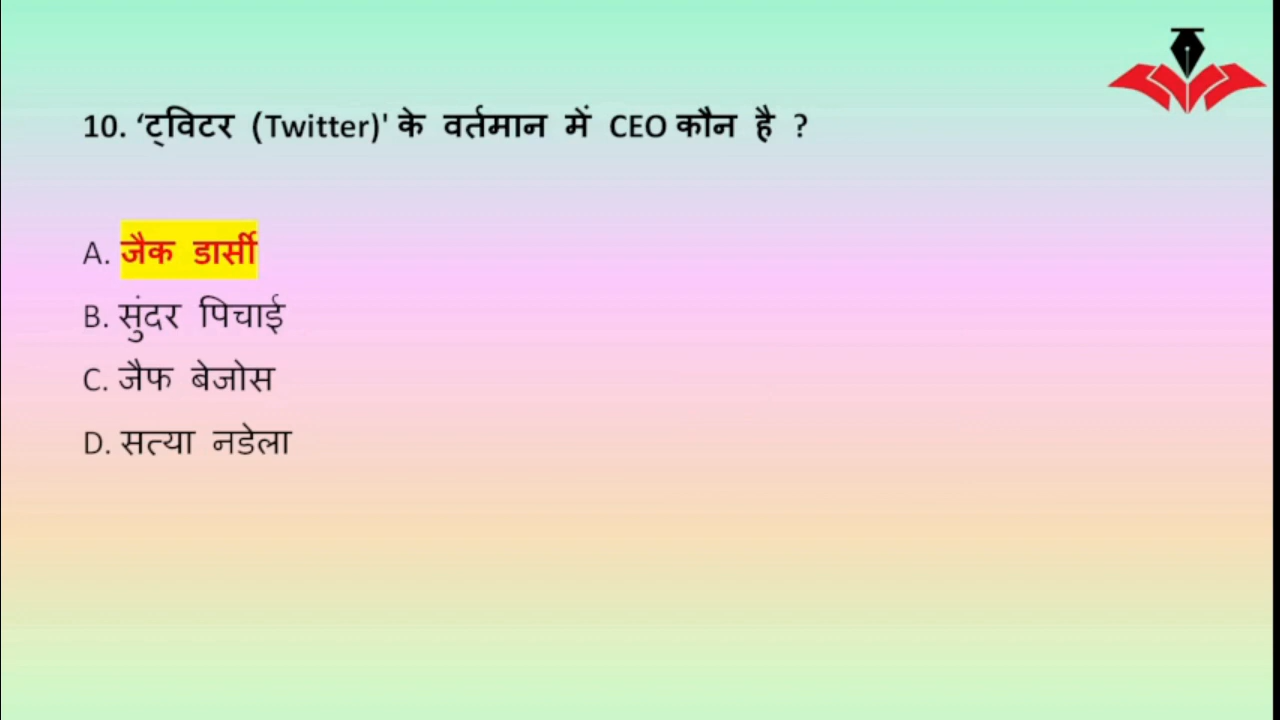 10. ‘ट्विटर (Twitter)' के वर्तमान में CEO कौन है ?
A. जैक डार्सी
B. सुंदर पिचाई
C. जैफ बेजोस
D. सत्या नडेला